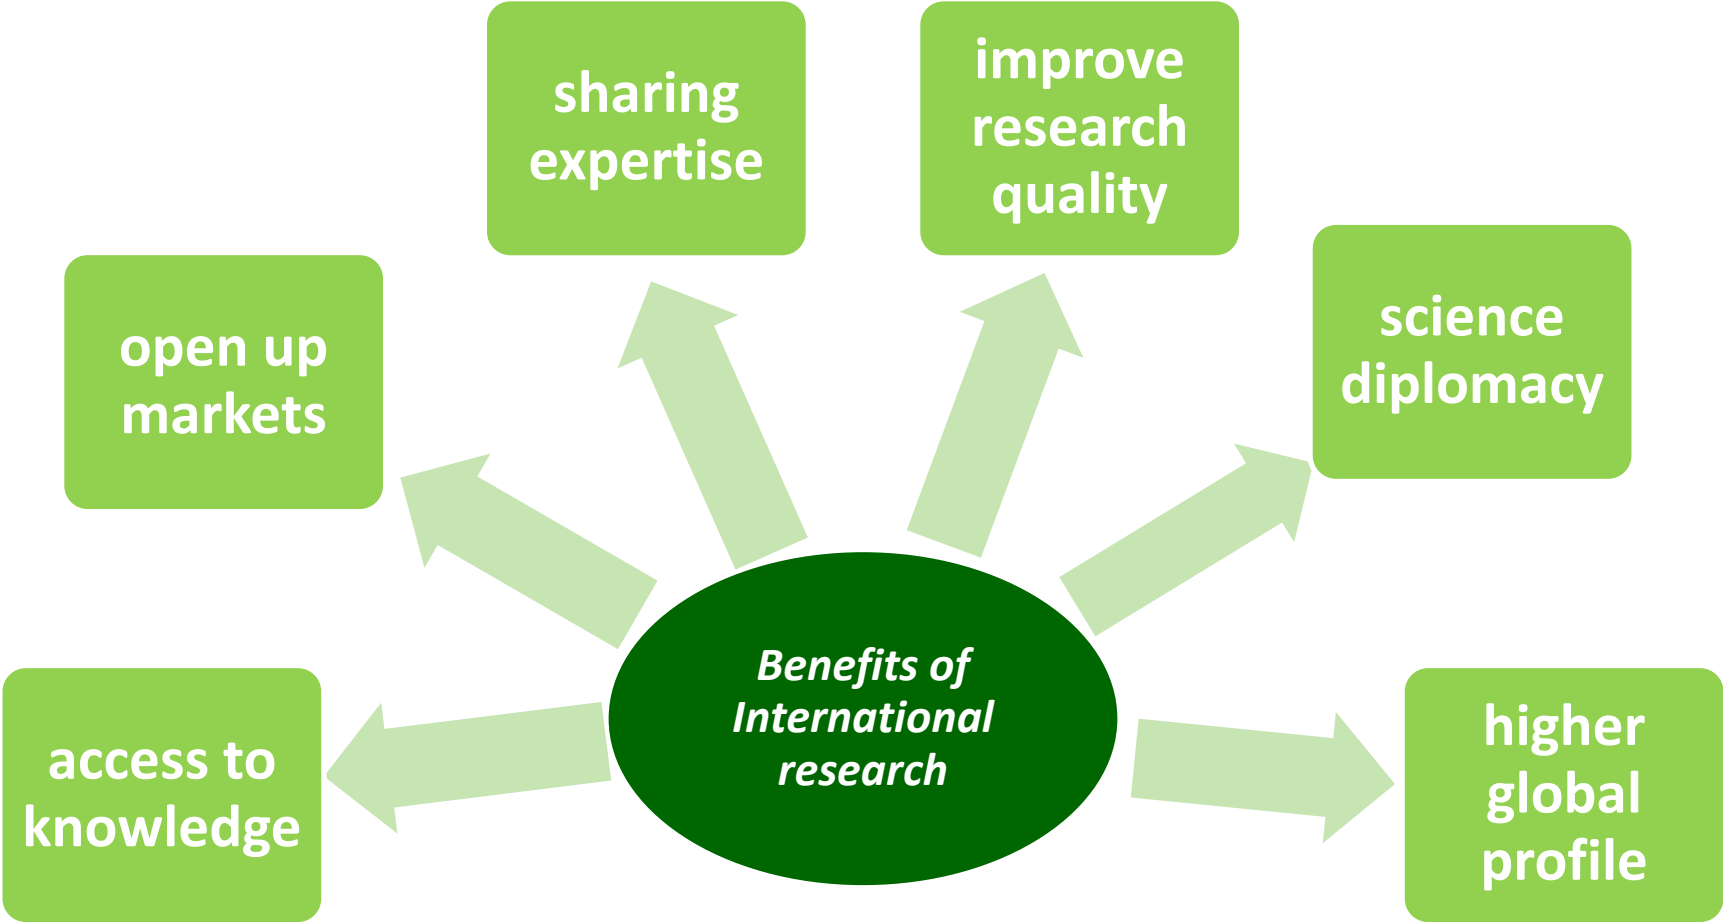 sharing
expertise
improve
research
quality
open up
markets
science
diplomacy
Benefits of
International
research
access to
knowledge
higher
global
profile